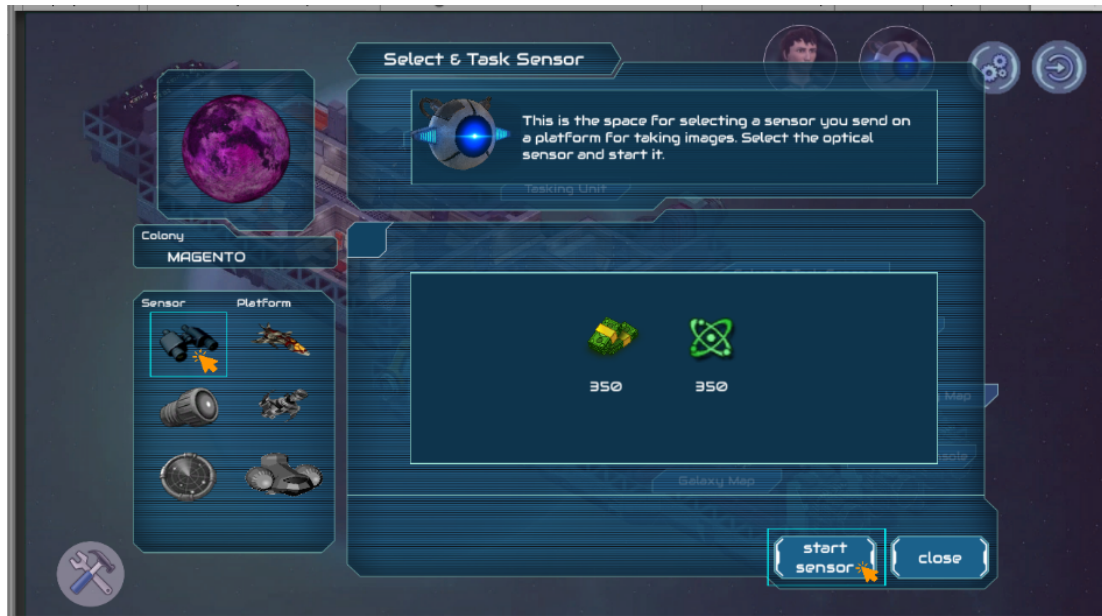 Select & Task Sensor
This is the space for selecting a sensor you send on
a platform for taking images. Select the optical
sensor and start it.
Tasking Unit
Colony
MAGENTO
Sensor
Platform
350
350
Map
Galaxy Map
start
sensor
close